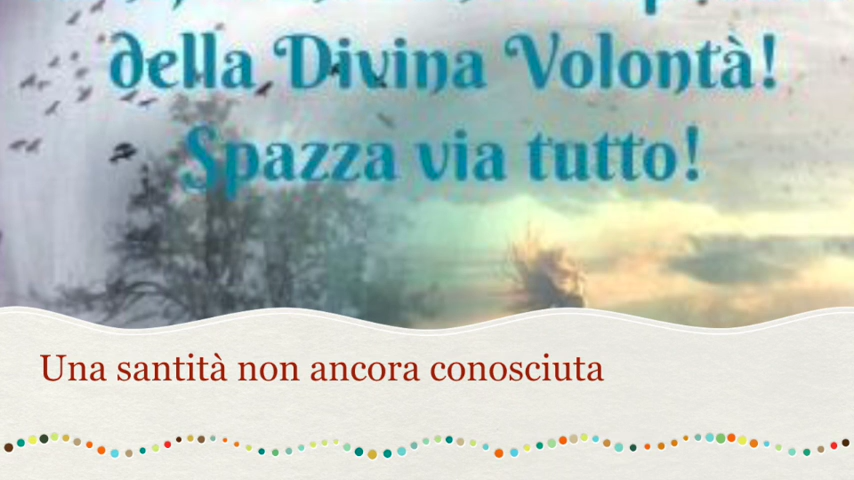 della Divina Volontà!
Spazza via tutto!
Una santità non ancora conosciuta